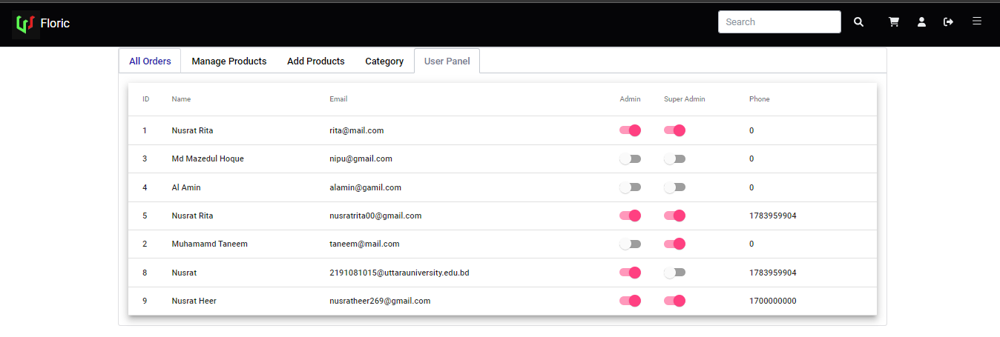 Floric
Search
All Orders Manage Products Add Products Category User Panel
ID Name Email Admin Super Admin Phone
1 Nusrat Rita rita@mail.com 0
3 Md Mazedul Hoque nipu@gmail.com 0
4 Al Amin alamin@gamil.com 0
5 Nusrat Rita nusratrita00@gmail.com 1783959904
2 Muhamamd Taneem taneem@mail.com 0
8 Nusrat 2191081015@uttarauniversity.edu.bd 1783959904
9 Nusrat Heer nusratheer269@gmail.com 1700000000